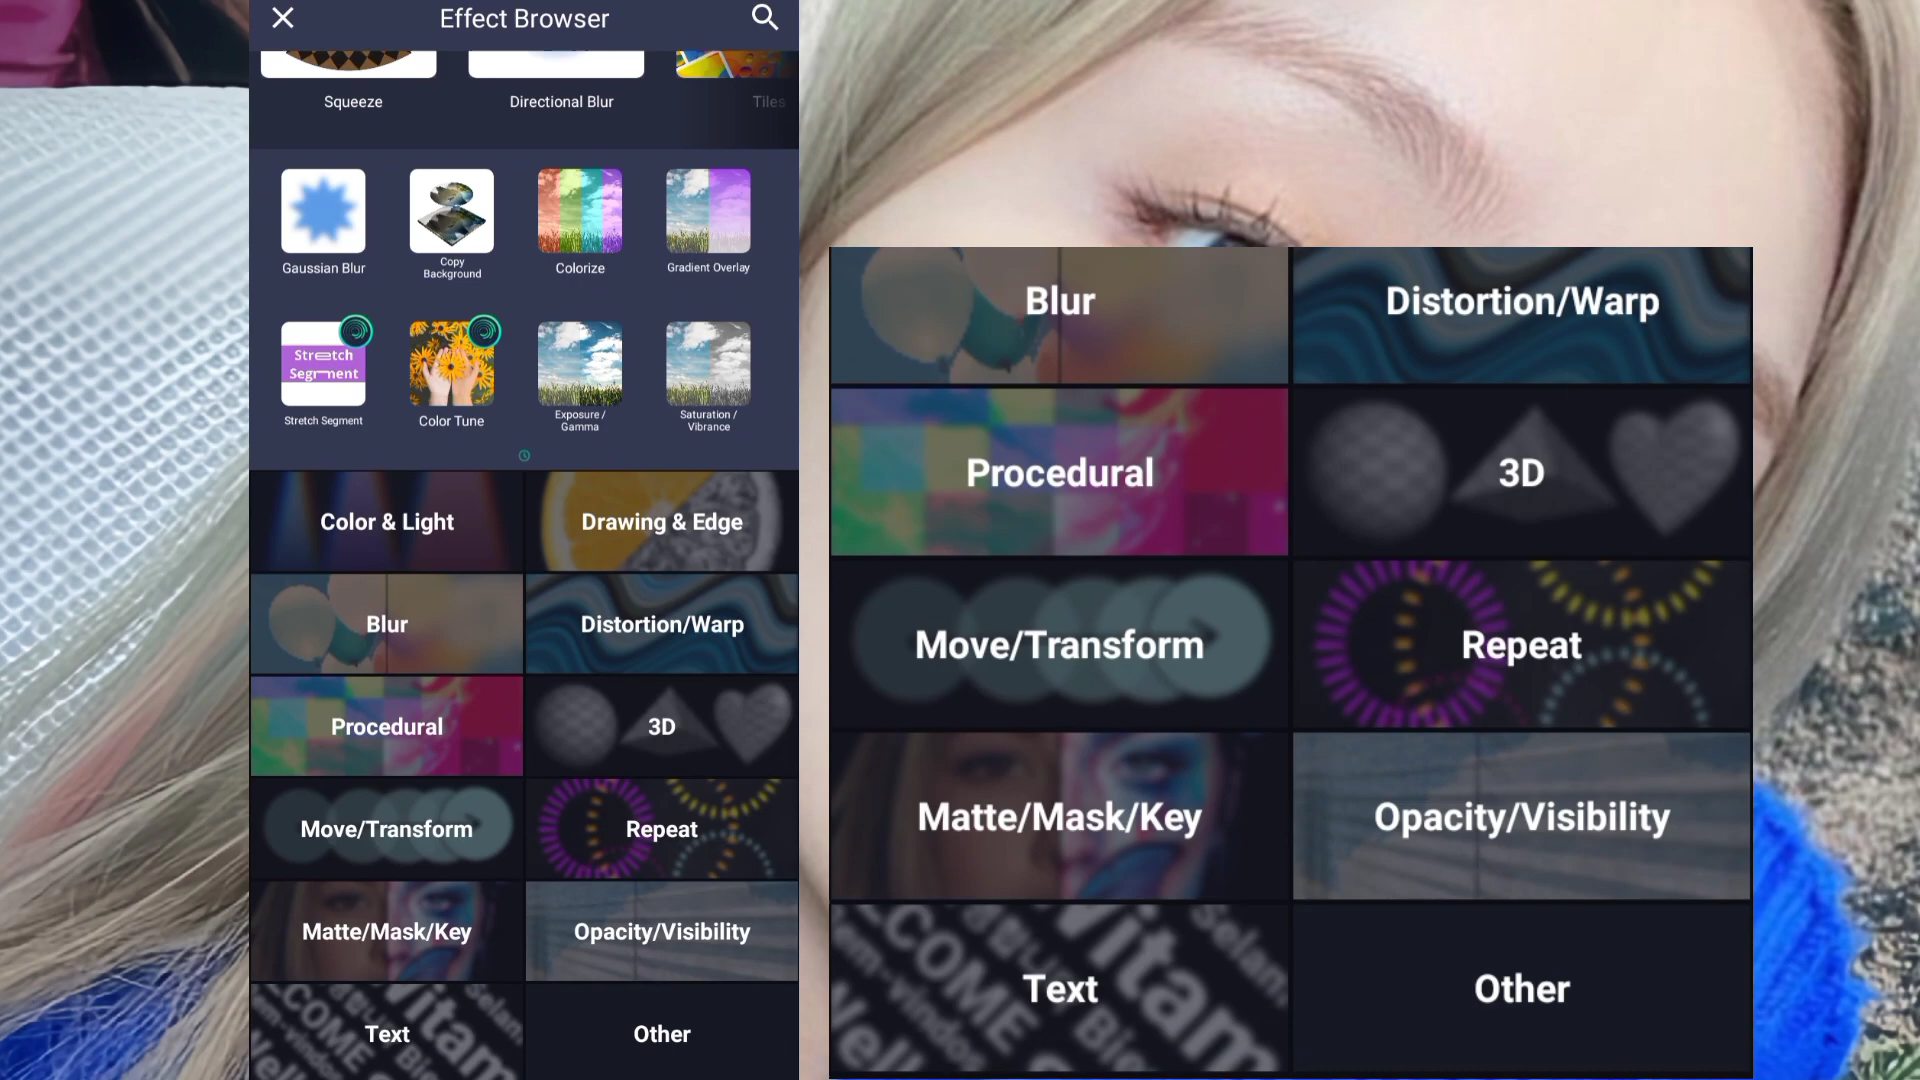 Effect Browser
Squeeze
Directional Blur
Tiles
Gaussian Blur
Copy
Background
Colorize
Gradient Overlay
Stretch
Segment
Stretch Segment
Color Tune
Exposure /
Gamma
Saturation /
Vibrance
Color & Light
Drawing & Edge
Blur
Distortion/Warp
Procedural
3D
Move/Transform
Repeat
Matte/Mask/Key
Opacity/Visibility
Text
Other
Blur
Distortion/Warp
Procedural
3D
Move/Transform
Repeat
Matte/Mask/Key
Opacity/Visibility
Text
Other